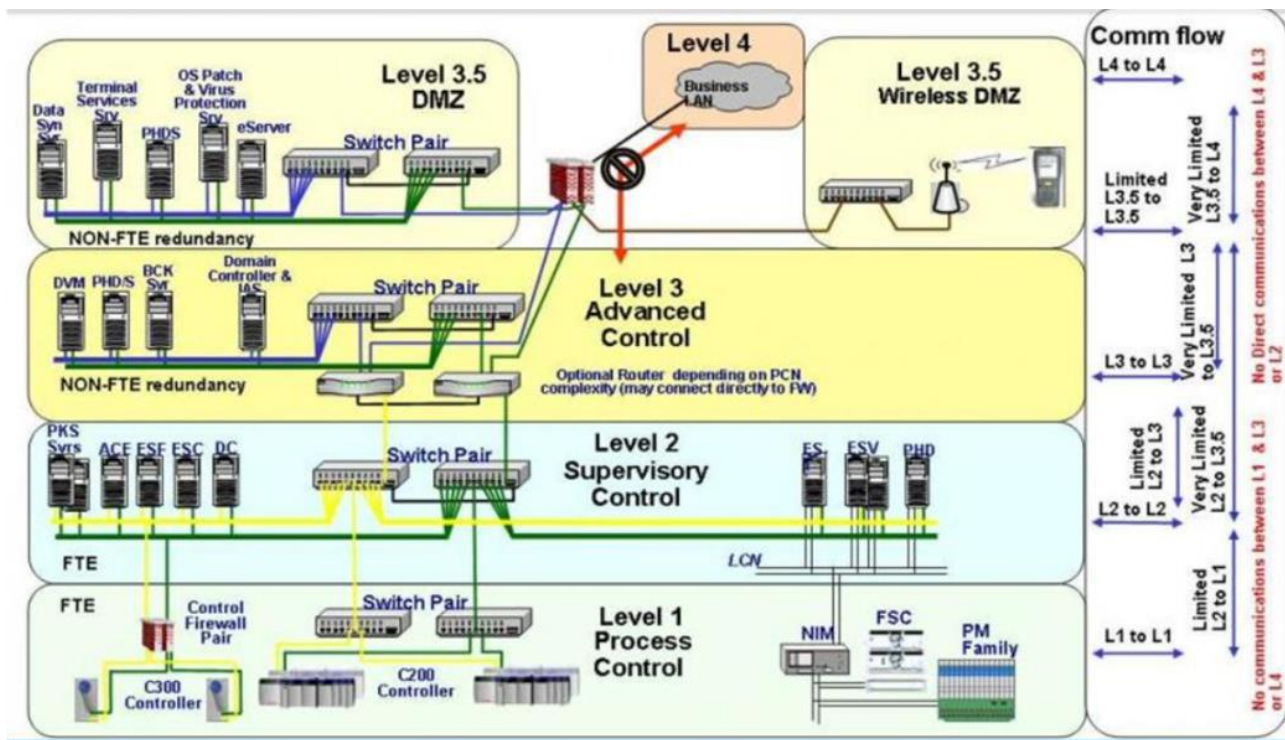 Level 3.5
DMZ
Data
Syn
Svr
Terminal
Services
Srv
PHDS
OS Patch
& Virus
Protection
Srv
eServer
Switch Pair
NON-FTE redundancy
Level 4
Business
LAN
Level 3.5
Wireless DMZ
DVM
PHD/S
BCK
Svr
Domain
Controller &
IAS
Switch Pair
Level 3
Advanced
Control
NON-FTE redundancy
Optional Router depending on PCN
complexity (may connect directly to FW)
PKS
Svrs
ACE
ESF
ESC
DC
Switch Pair
Level 2
Supervisory
Control
ES
ESV
PHD
FTE
LCN
FTE
Control
Firewall
Pair
Switch Pair
Level 1
Process
Control
C300
Controller
C200
Controller
NIM
FSC
PM
Family
Comm flow
L4 to L4
Very Limited
L3.5 to L4
Limited
L3.5 to
L3.5
Very Limited L3
to L3.5
L3 to L3
Limited
L2 to L3
Very Limited
L2 to L3.5
L2 to L2
Limited
L2 to L1
L1 to L1
No Direct communications between L4 & L3
or L2
No communications between L1 & L3
or L4